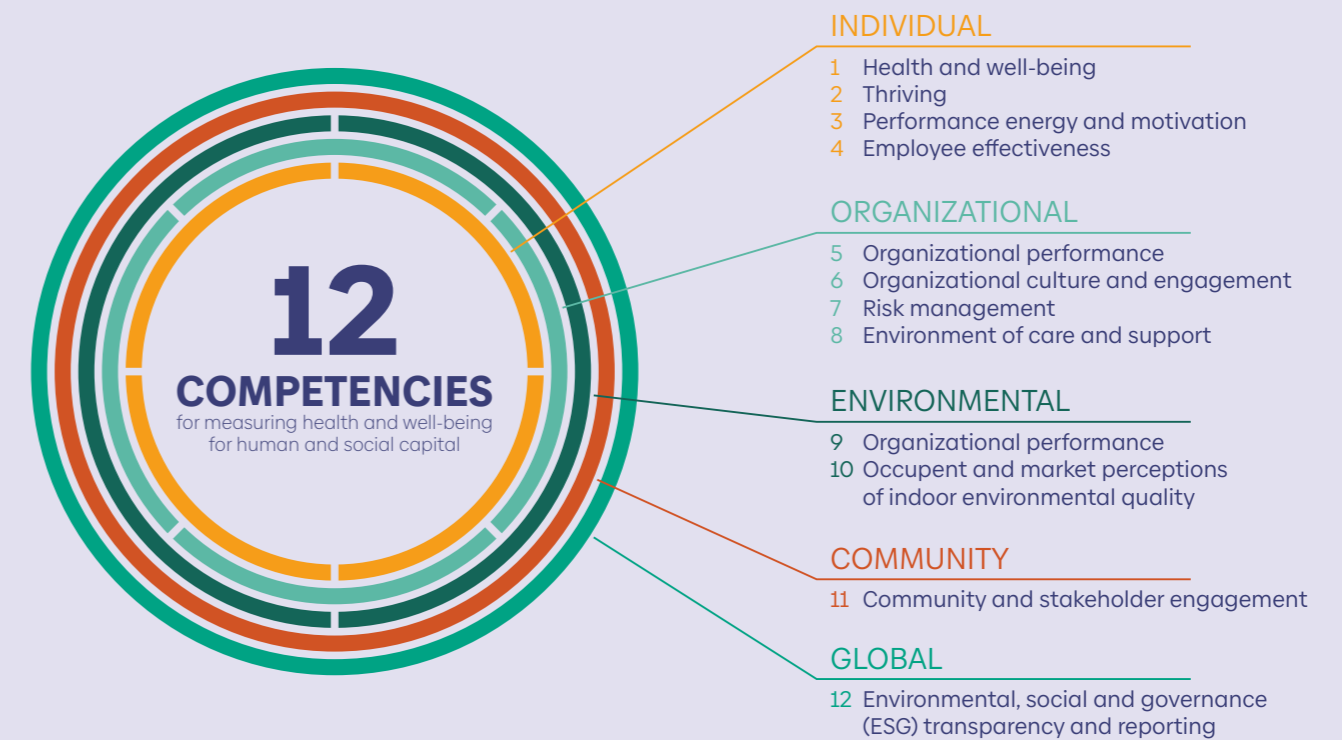 12
COMPETENCIES
for measuring health and well-being
for human and social capital
INDIVIDUAL
1 Health and well-being
2 Thriving
3 Performance energy and motivation
4 Employee effectiveness
ORGANIZATIONAL
5 Organizational performance
6 Organizational culture and engagement
7 Risk management
8 Environment of care and support
ENVIRONMENTAL
9 Organizational performance
10 Occupent and market perceptions
of indoor environmental quality
COMMUNITY
11 Community and stakeholder engagement
GLOBAL
12 Environmental, social and governance
(ESG) transparency and reporting